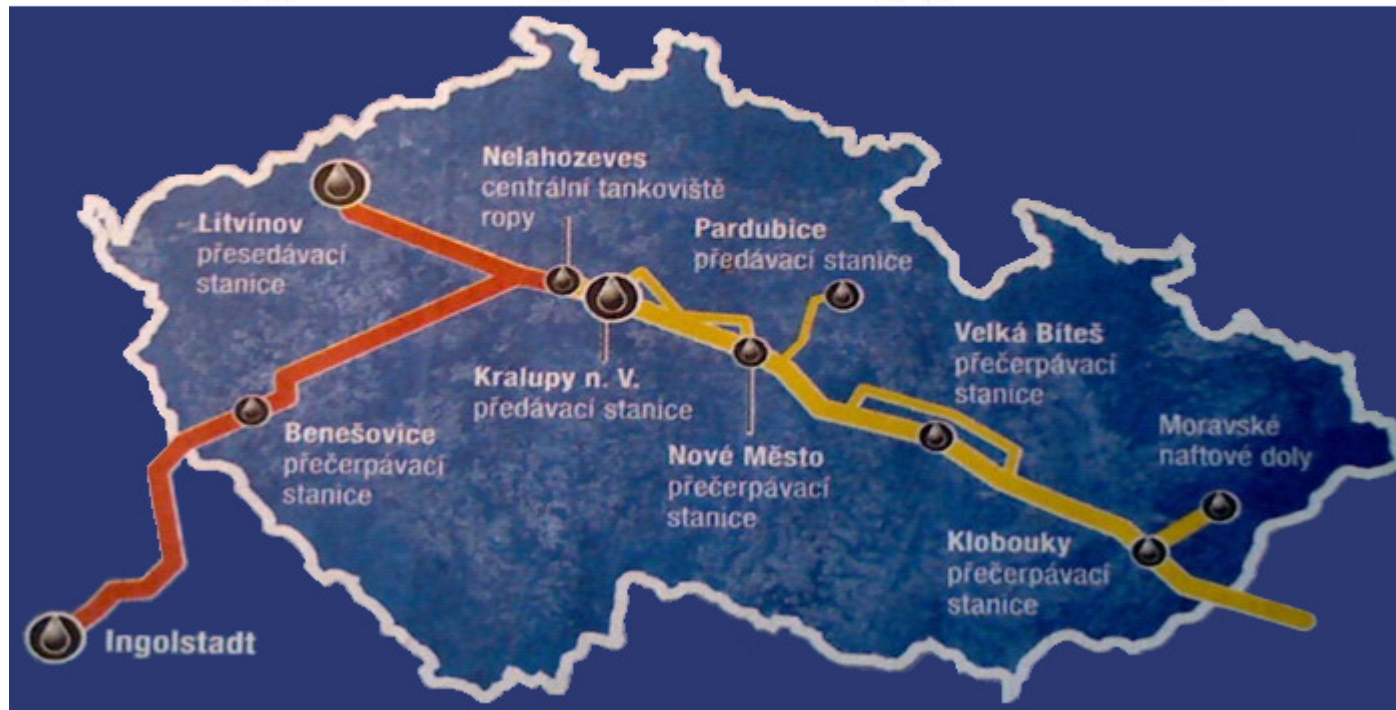 Nelahozeves
centrální tankoviště
ropy
Litvínov
přesedávací
stanice
Pardubice
předávací stanice
Velká Bíteš
přečerpávací
stanice
Kralupy n. V.
předávací stanice
Benešovice
přečerpávací
stanice
Nové Město
přečerpávací
stanice
Moravské
naftové doly
Klobouky
přečerpávací
stanice
Ingolstadt